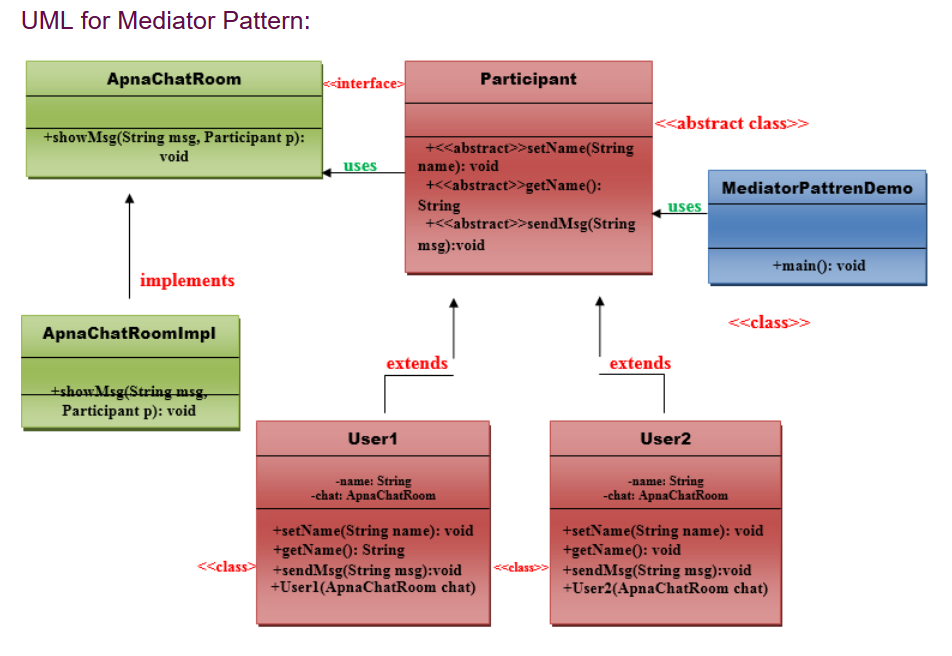 UML for Mediator Pattern:
ApnaChatRoom
<<interface>
+showMsg(String msg, Participant p):
void
Participant
<<abstract class>>
+<<abstract>>setName(String
name): void
+<<abstract>>getName():
String
+<<abstract>>sendMsg(String
msg):void
uses
uses
MediatorPattrenDemo
+main(): void
<<class>>
implements
ApnaChatRoomImpl
+showMsg(String msg,
Participant p): void
extends
extends
User1
-name: String
-chat: ApnaChatRoom
+setName(String name): void
+getName(): String
+sendMsg(String msg):void
+User1(ApnaChatRoom chat)
<<class>
User2
-name: String
-chat: ApnaChatRoom
+setName(String name): void
+getName(): void
+sendMsg(String msg):void
+User2(ApnaChatRoom chat)
<<class>>